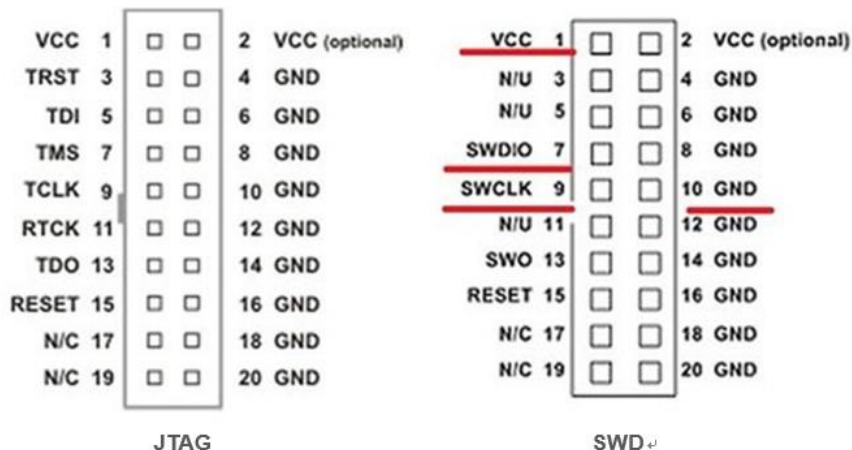 VCC 1 2 VCC (optional)
TRST 3 4 GND
TDI 5 6 GND
TMS 7 8 GND
TCLK 9 10 GND
RTCK 11 12 GND
TDO 13 14 GND
RESET 15 16 GND
N/C 17 18 GND
N/C 19 20 GND
JTAG
VCC 1 2 VCC (optional)
N/U 3 4 GND
N/U 5 6 GND
SWDIO 7 8 GND
SWCLK 9 10 GND
N/U 11 12 GND
SWO 13 14 GND
RESET 15 16 GND
N/C 17 18 GND
N/C 19 20 GND
SWD↵